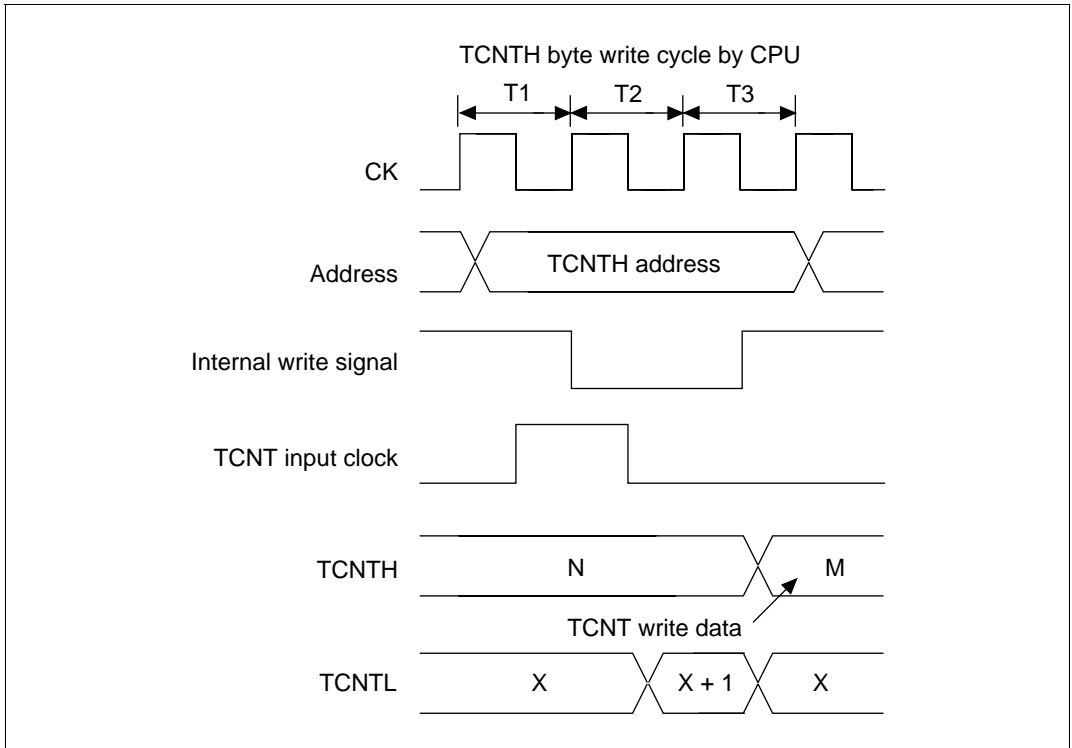 TCNTH byte write cycle by CPU
T1 T2 T3
CK
Address TCNTH address
Internal write signal
TCNT input clock
TCNTH N M
TCNT write data
TCNTL X X + 1 X